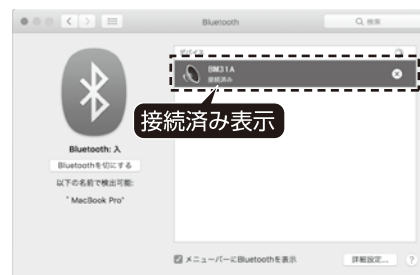 Bluetooth
検索
デバイス
BM31A
接続済み
接続済み表示
Bluetooth: 入
Bluetoothを切にする
以下の名前で検出可能:
"MacBook Pro"
メニューバーにBluetoothを表示
詳細設定...
?